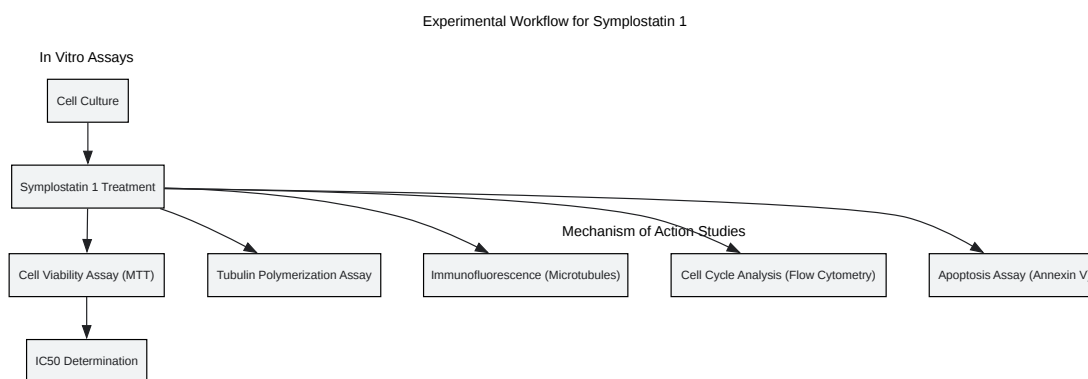 Experimental Workflow for Symplostatin 1
In Vitro Assays
Cell Culture
Symplostatin 1 Treatment
Mechanism of Action Studies
Cell Viability Assay (MTT)
Tubulin Polymerization Assay
Immunofluorescence (Microtubules)
Cell Cycle Analysis (Flow Cytometry)
Apoptosis Assay (Annexin V)
IC50 Determination